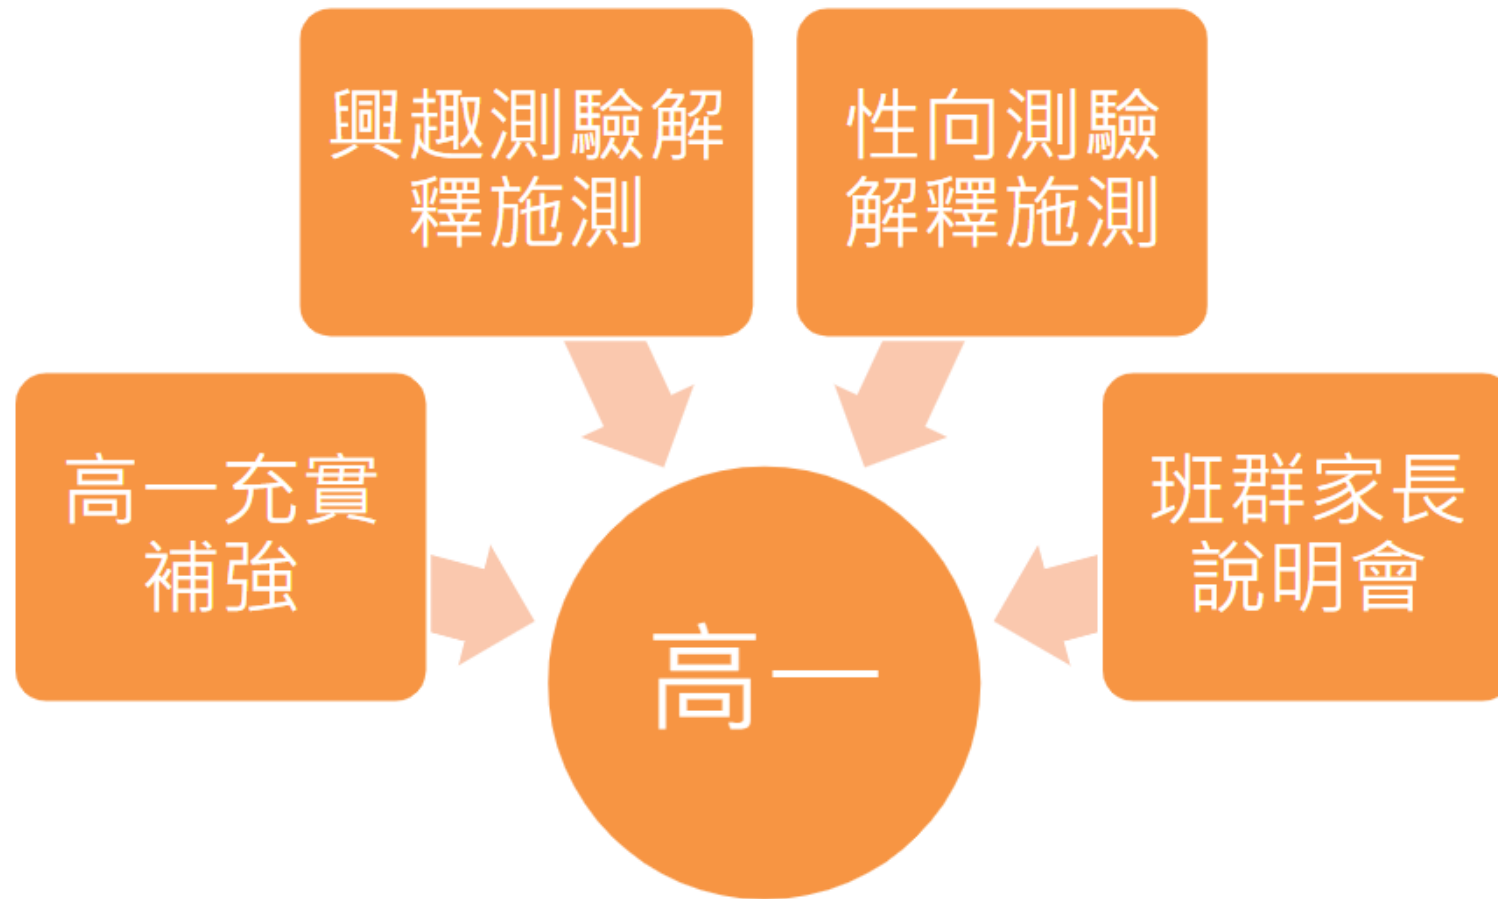 興趣測驗解
釋施測
性向測驗
解釋施測
高一充實
補強
班群家長
說明會
高一